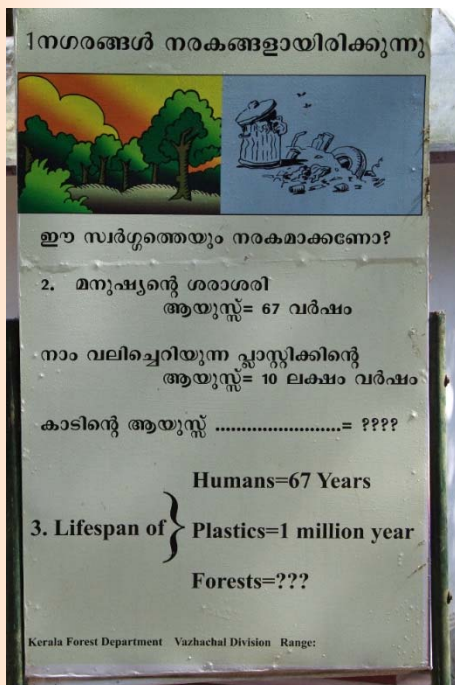 1നഗരങ്ങൾ നരകങ്ങളായിരിക്കുന്നു
ഈ സ്വർഗ്ഗത്തെയും നരകമാക്കണോ?
2. മനുഷ്യന്റെ ശരാശരി
ആയുസ്സ്= 67 വർഷം
നാം വലിച്ചെറിയുന്ന പ്ലാസ്റ്റിക്കിന്റെ
ആയുസ്സ്= 10 ലക്ഷം വർഷം
കാടിന്റെ ആയുസ്സ് ........................= ????
Humans=67 Years
3. Lifespan of } Plastics=1 million year
Forests=???
Kerala Forest Department Vazhachal Division Range: